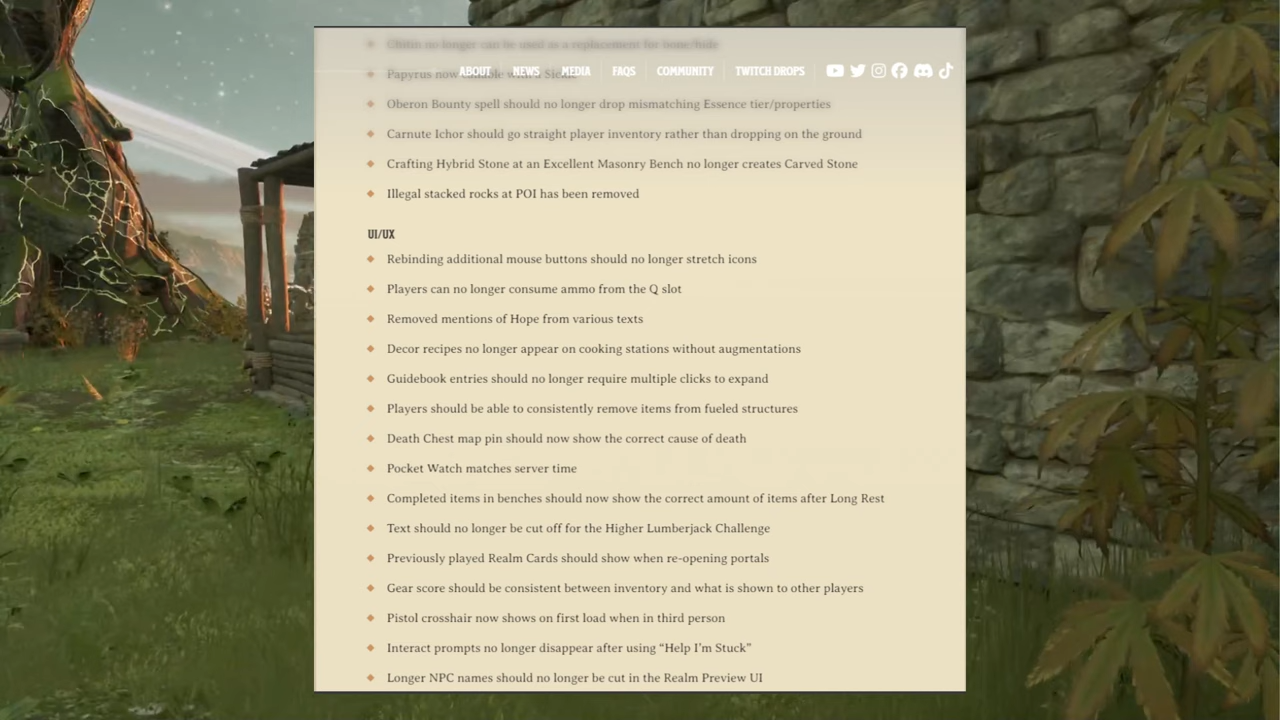 Chitin no longer can be used as a replacement for bone/hide
Papyrus now
ABOUT NEWS MEDIA FAQS COMMUNITY TWITCH DROPS
Oberon Bounty spell should no longer drop mismatching Essence tier/properties
Carnute Ichor should go straight player inventory rather than dropping on the ground
Crafting Hybrid Stone at an Excellent Masonry Bench no longer creates Carved Stone
Illegal stacked rocks at POI has been removed
UI/UX
Rebinding additional mouse buttons should no longer stretch icons
Players can no longer consume ammo from the Q slot
Removed mentions of Hope from various texts
Decor recipes no longer appear on cooking stations without augmentations
Guidebook entries should no longer require multiple clicks to expand
Players should be able to consistently remove items from fueled structures
Death Chest map pin should now show the correct cause of death
Pocket Watch matches server time
Completed items in benches should now show the correct amount of items after Long Rest
Text should no longer be cut off for the Higher Lumberjack Challenge
Previously played Realm Cards should show when re-opening portals
Gear score should be consistent between inventory and what is shown to other players
Pistol crosshair now shows on first load when in third person
Interact prompts no longer disappear after using “Help I’m Stuck”
Longer NPC names should no longer be cut in the Realm Preview UI